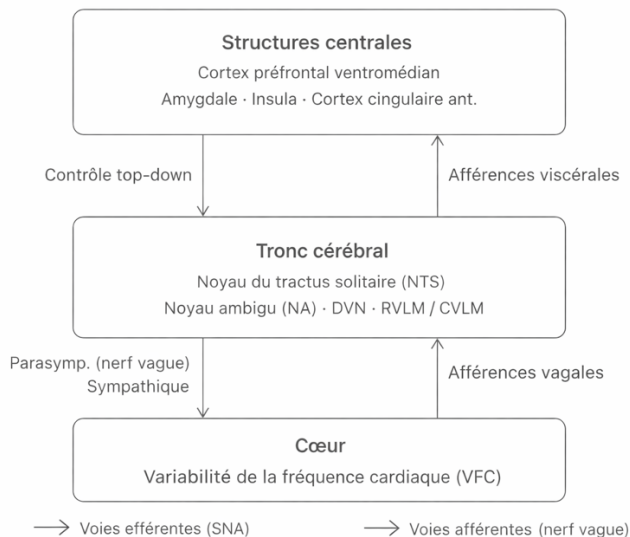 Structures centrales
Cortex préfrontal ventromédian
Amygdale · Insula · Cortex cingulaire ant.
Contrôle top-down
Afférences viscérales
Tronc cérébral
Noyau du tractus solitaire (NTS)
Noyau ambigu (NA) · DVN · RVLM / CVLM
Parasymp. (nerf vague)
Sympathique
Afférences vagales
Cœur
Variabilité de la fréquence cardiaque (VFC)
Voies efférentes (SNA)
Voies afférentes (nerf vague)